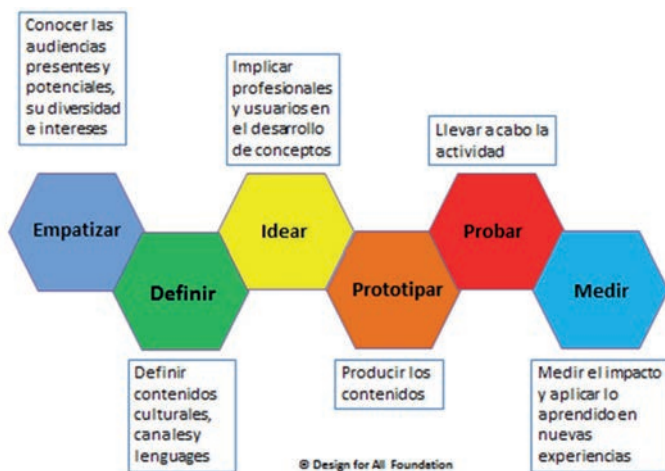 Conocer las
audiencias
presentes y
potenciales,
su diversidad
e intereses
Empatizar
Definir
Definir
contenidos
culturales,
canales y
lenguages
Implicar
profesionales
y usuarios en
el desarrollo
de conceptos
Idear
Prototipar
Producir los
contenidos
Llevar a cabo la
actividad
Probar
Medir
Medir el impacto
y aplicar lo
aprendido en
nuevas
experiencias
© Design for All Foundation